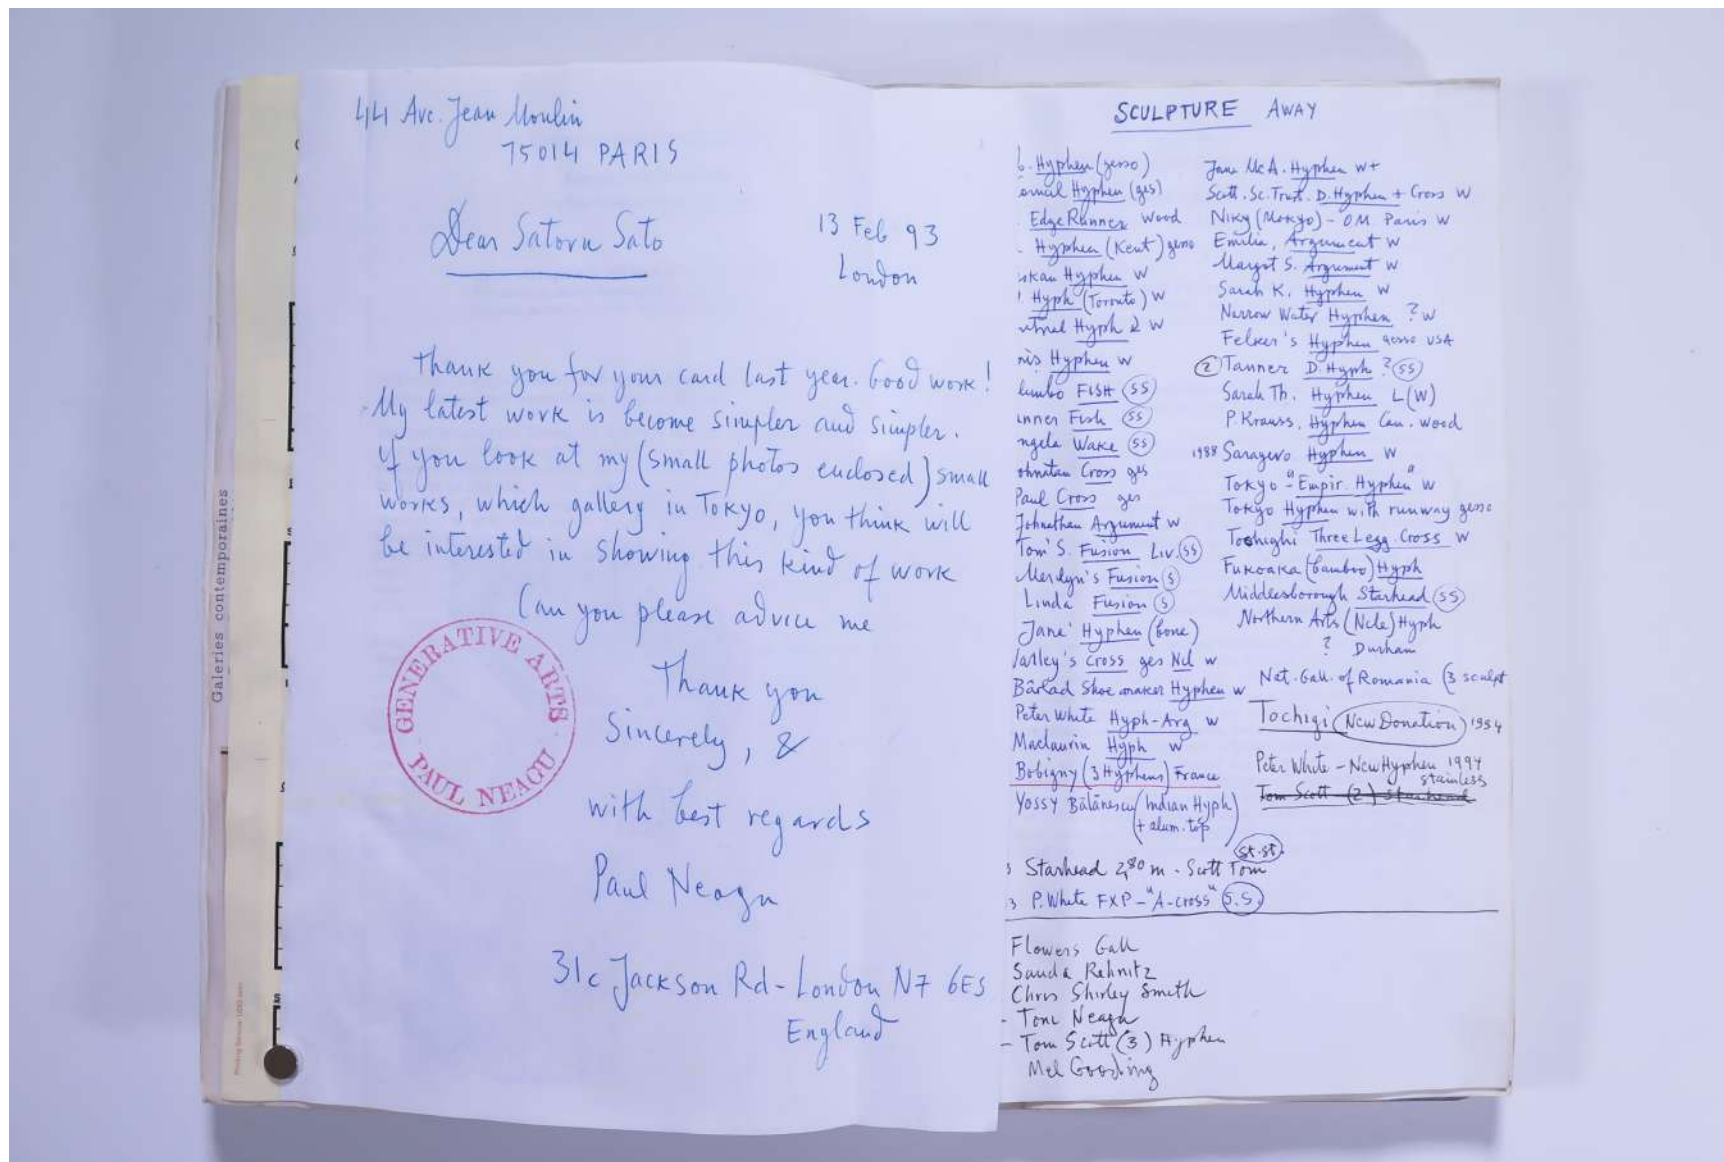 44 Ave. Jean Moulin
75014 PARIS
Dear Satoru Sato
13 Feb 93
London
Thank you for your card last year. Good work!
My latest work is become simpler and simpler.
if you look at my (small photos enclosed) small
works, which gallery in Tokyo, you think will
be interested in showing this kind of work
Can you please advice me
Thank you
Sincerely, &
with best regards
Paul Neagu
31c Jackson Rd - London N7 6ES
England
GENERATIVE ARTS
PAUL NEAGU
Galeries contemporaines
SCULPTURE AWAY
Hyphen (gesso)
Hyphen (ges)
EdgeRunner Wood
- Hyphen (Kent) gesso
Hyphen W
Hyph (Toronto) W
Hyph 2 W
Hyphen W
FISH (SS)
Fish (SS)
Wake (SS)
Cross ges
Paul Cross ges
Johnathan Argument W
Tom S. Fusion Liv. (SS)
Merilyn's Fusion (S)
Linda Fusion (S)
Jane' Hyphen (bone)
Cross ges Ncl W
Bârlad Shoe maker Hyphen W
Peter White Hyph-Arg W
Maclaurin Hyph W
Bobigny (3 Hyphens) France
Yossy Bălănescu (Indian Hyph
+ alum. top)
Starhead 2,80 m - Scott Tom St.St.
P. White FXP - "A-cross" S.S.
Jane McA. Hyphen W+
Scott. Sc. Trust. D. Hyphen + Cross W
Niky (Mokyo) - OM Paris W
Emilia, Argument W
Margot S. Argument W
Sarah K. Hyphen W
Narrow Water Hyphen ? W
Felker's Hyphen gesso USA
(2) Tanner D. Hyph ? (SS)
Sarah Th. Hyphen L (W)
P. Krauss, Hyphen Can. Wood
1988 Saragevo Hyphen W
Tokyo - "Empir. Hyphen" W
Tokyo Hyphen with runway gesso
Toshighi Three Legg. Cross W
Fukoaka (bamboo) Hyph
Middlesborough Starhead (SS)
Northern Arts (Ncle) Hyph
? Durham
Nat. Gall. of Romania (3 sculpt
Tochigi (New Donation) 1994
Peter White - New Hyphen 1994
stainless
Tom Scott (2) Starhead
Flowers Gall
Sanda Rehnitz
Chris Shirley Smith
- Toni Neagu
- Tom Scott (3) Hyphen
Mel Gooding